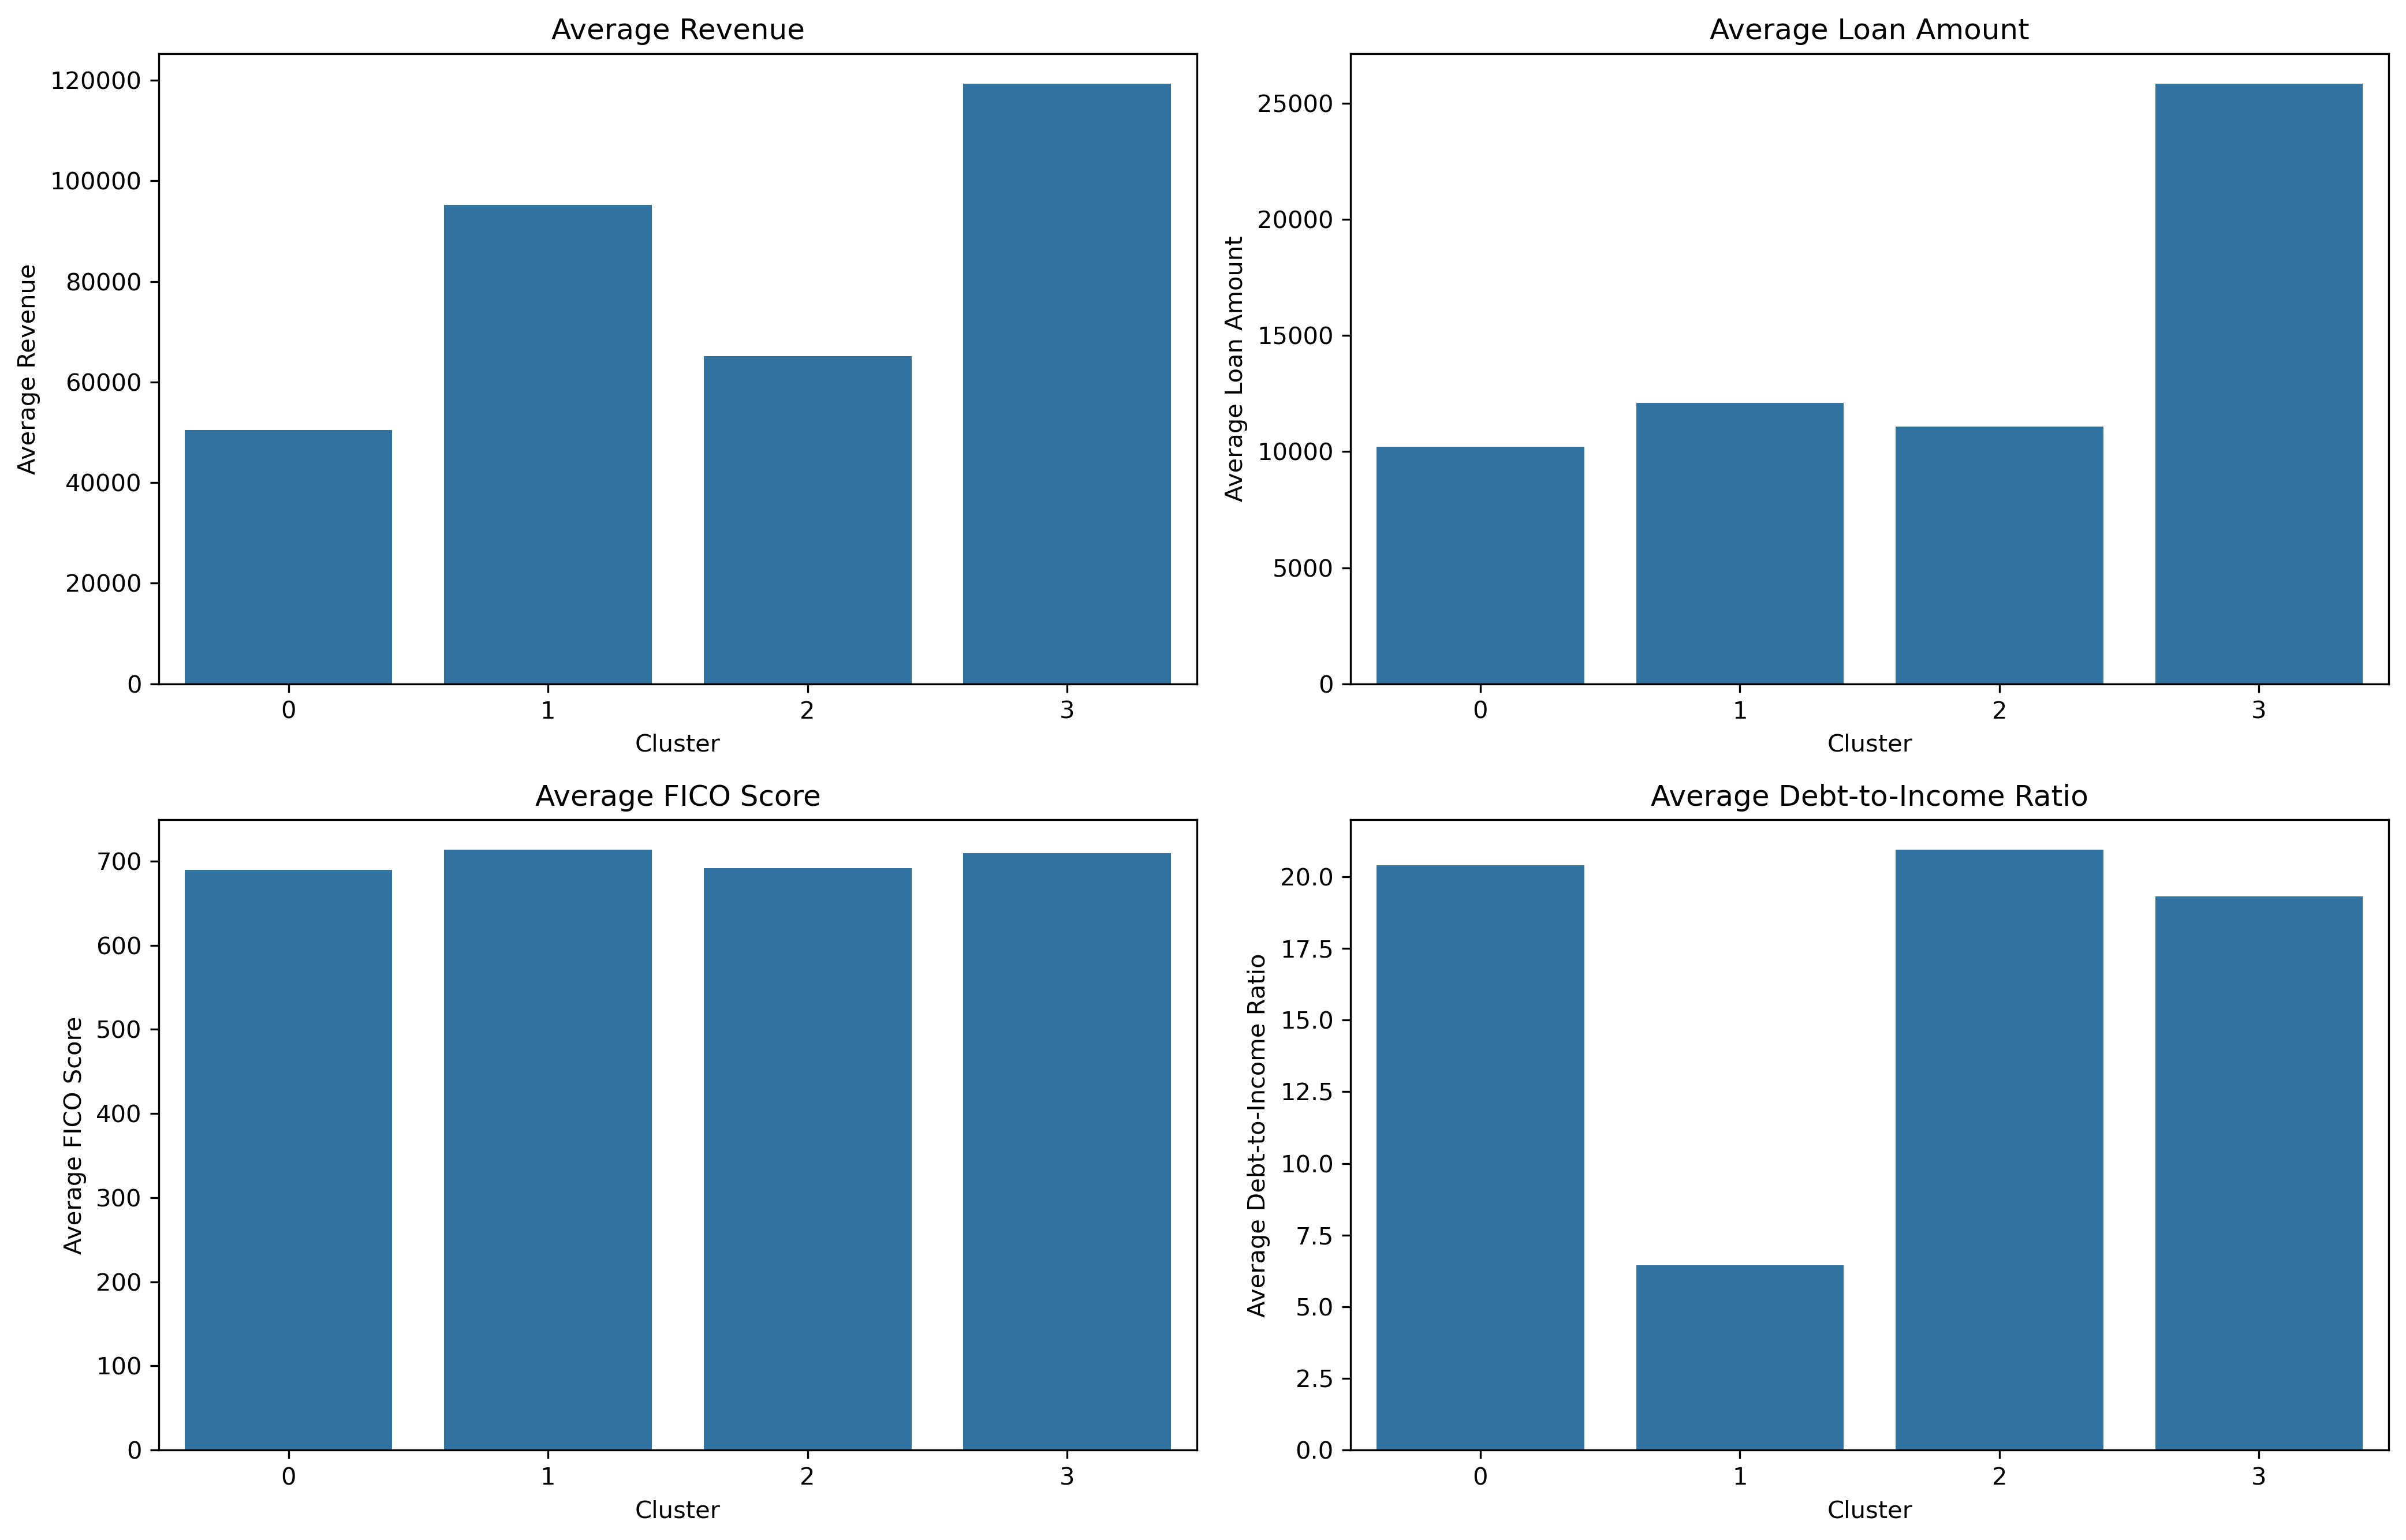 Average Revenue
Average Revenue
120000
100000
80000
60000
40000
20000
0
0 1 2 3
Cluster
Average Loan Amount
Average Loan Amount
25000
20000
15000
10000
5000
0
0 1 2 3
Cluster
Average FICO Score
Average FICO Score
700
600
500
400
300
200
100
0
0 1 2 3
Cluster
Average Debt-to-Income Ratio
Average Debt-to-Income Ratio
20.0
17.5
15.0
12.5
10.0
7.5
5.0
2.5
0.0
0 1 2 3
Cluster